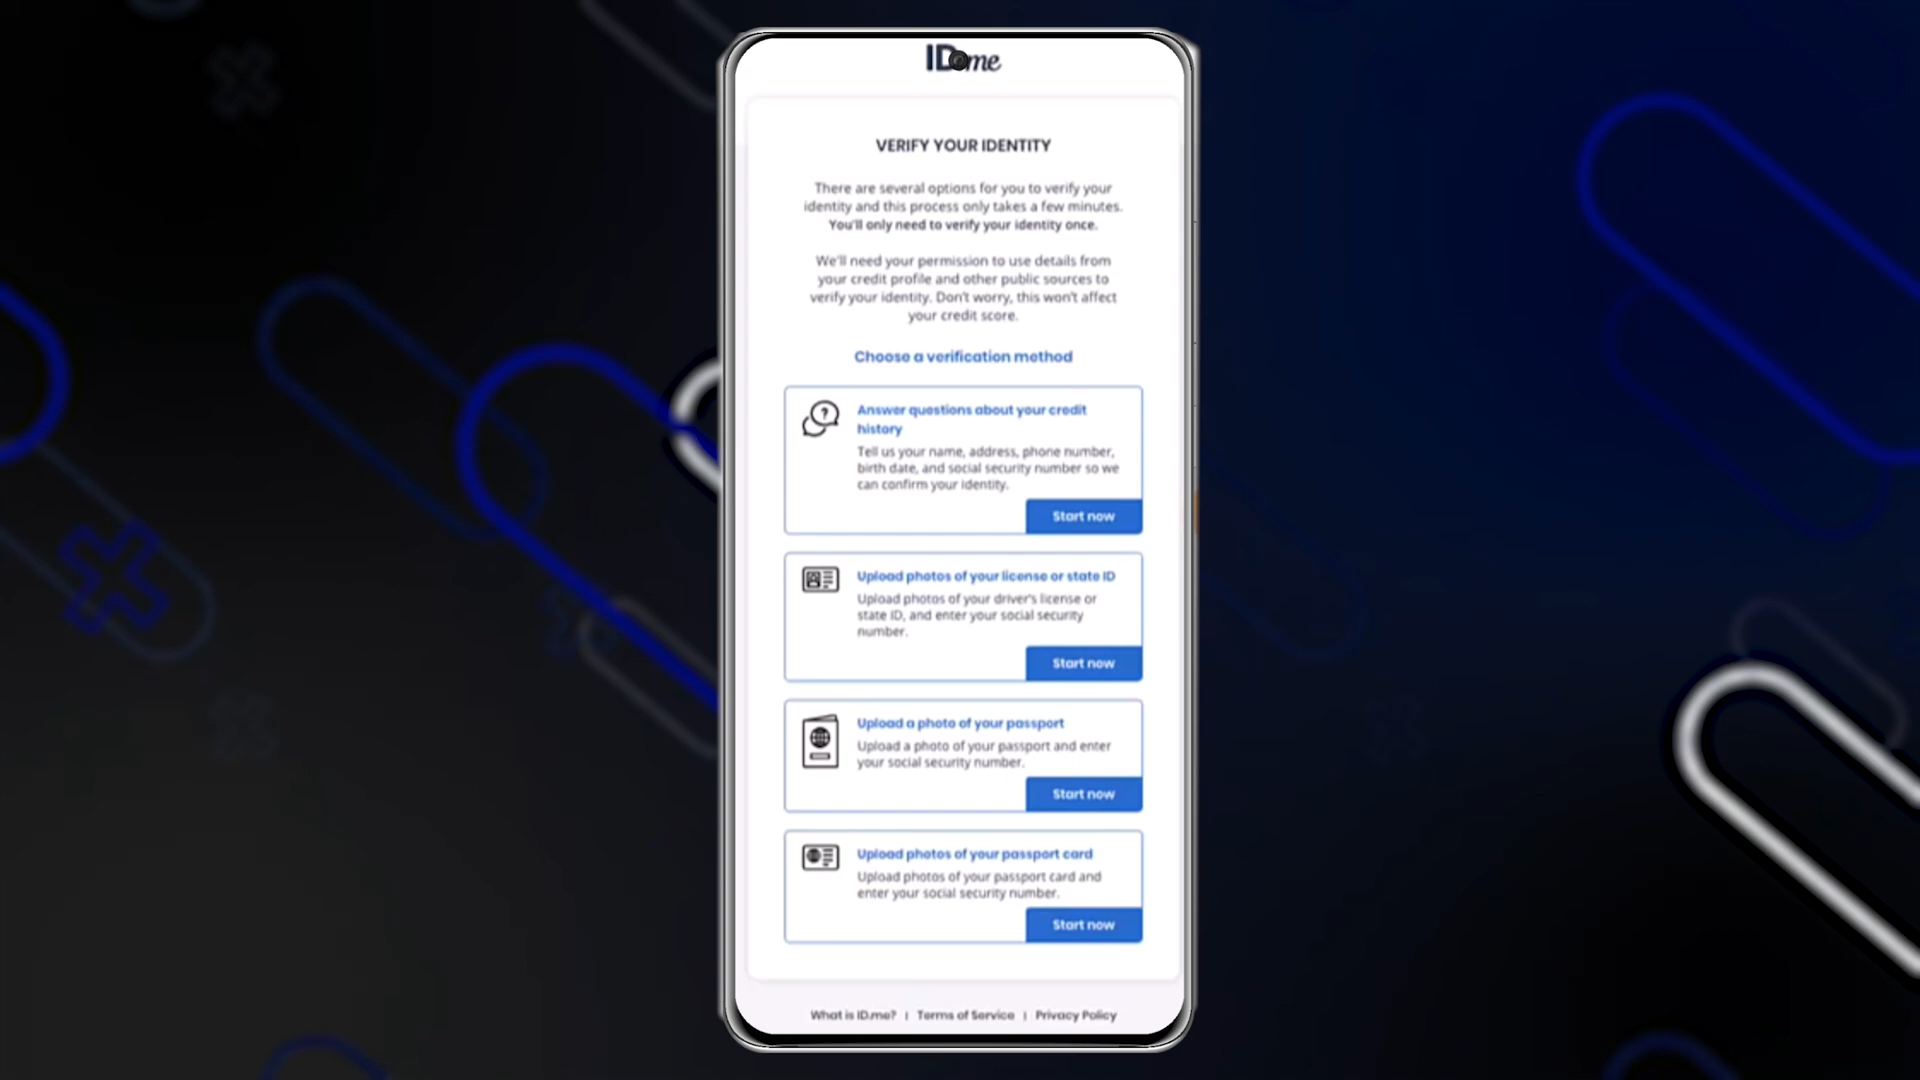 ID.me
VERIFY YOUR IDENTITY
There are several options for you to verify your
identity and this process only takes a few minutes.
You'll only need to verify your identity once.
We'll need your permission to use details from
your credit profile and other public sources to
verify your identity. Don't worry, this won't affect
your credit score.
Choose a verification method
Answer questions about your credit
history
Tell us your name, address, phone number,
birth date, and social security number so we
can confirm your identity.
Start now
Upload photos of your license or state ID
Upload photos of your driver's license or
state ID, and enter your social security
number.
Start now
Upload a photo of your passport
Upload a photo of your passport and enter
your social security number.
Start now
Upload photos of your passport card
Upload photos of your passport card and
enter your social security number.
Start now
What is ID.me? | Terms of Service | Privacy Policy